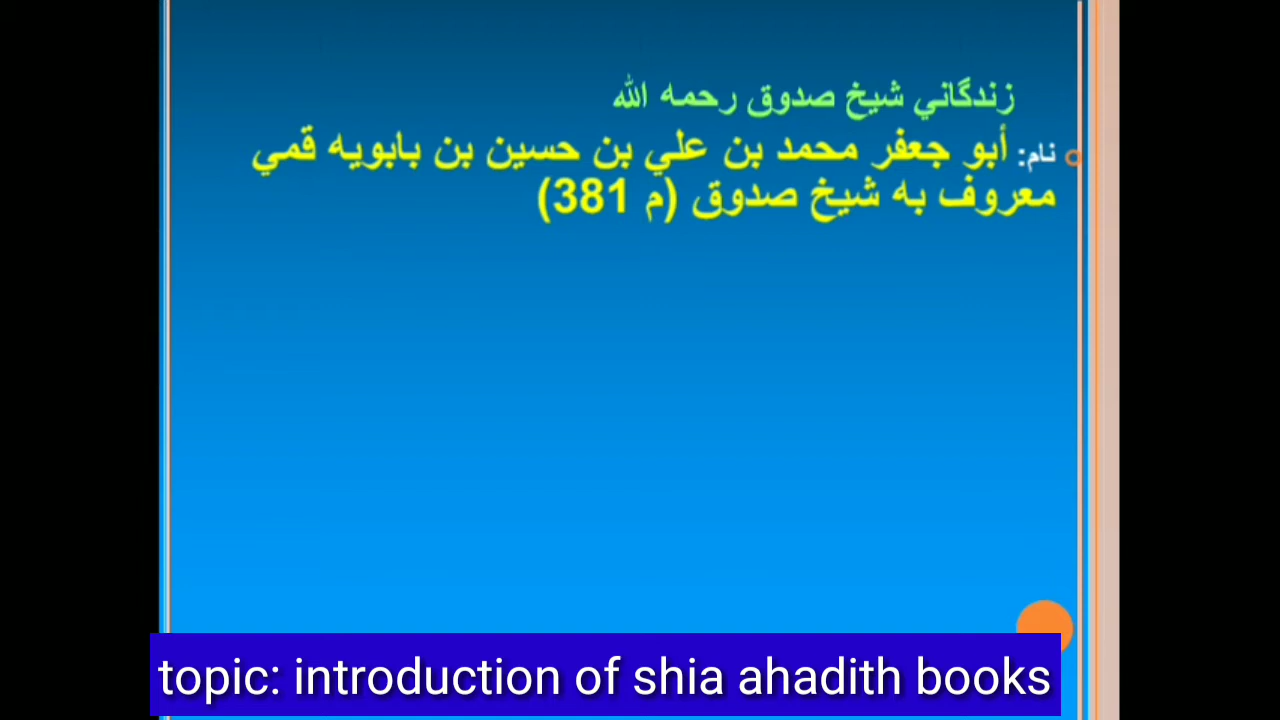 زندگاني شيخ صدوق رحمه الله
نام: أبو جعفر محمد بن علي بن حسين بن بابويه قمي
معروف به شيخ صدوق (م 381)
topic: introduction of shia ahadith books